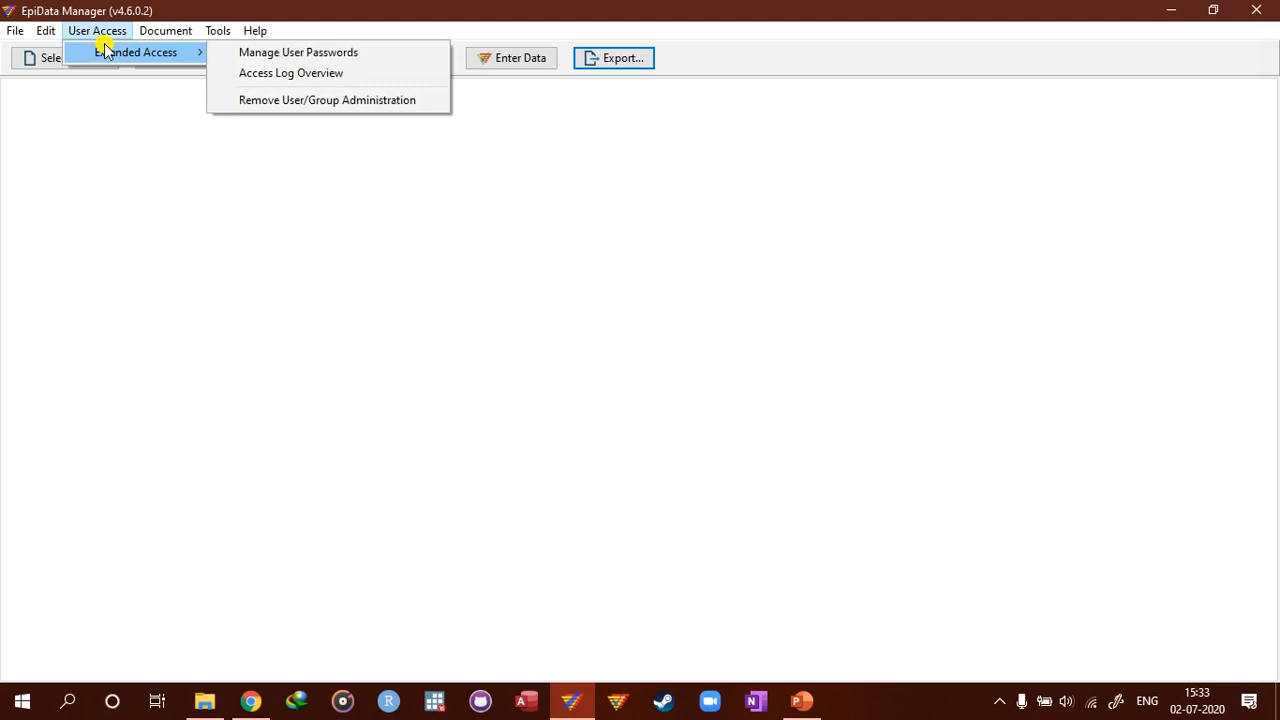 EpiData Manager (v4.6.0.2)
File Edit User Access Document Tools Help
Manage User Passwords
Access
Access Log Overview
Enter Data
Export...
Remove User/Group Administration
ENG
15:33
02-07-2020